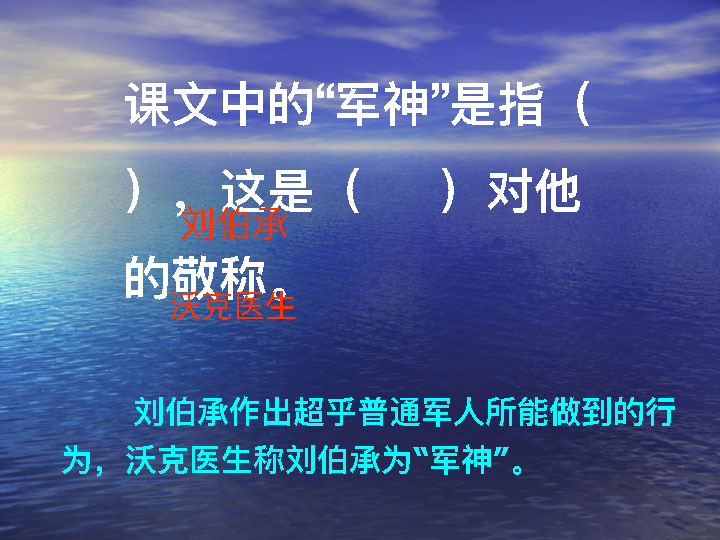 课文中的“军神”是指（
），这是（　　）对他
刘伯承
的敬称。
沃克医生
刘伯承作出超乎普通军人所能做到的行
为，沃克医生称刘伯承为“军神”。